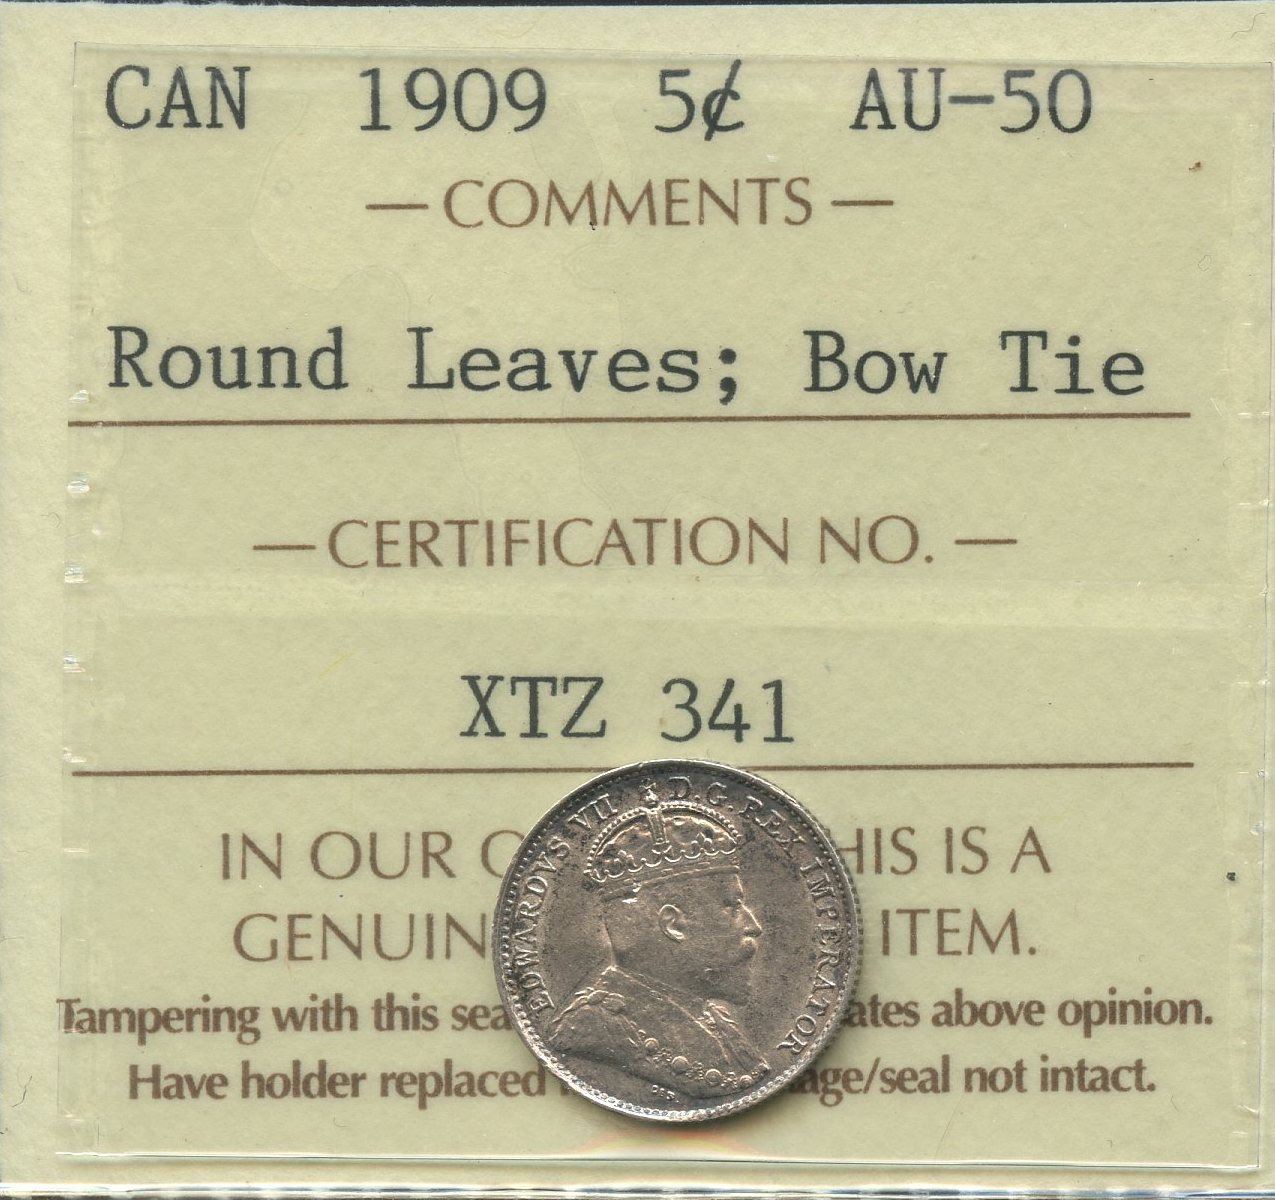 CAN 1909 5¢ AU-50
— COMMENTS —
Round Leaves; Bow Tie
— CERTIFICATION NO. —
XTZ 341
EDWARDVS VII D.G. REX IMPERATOR
IN OUR O HIS IS A
GENUIN ITEM.
Tampering with this sea ates above opinion.
Have holder replaced age/seal not intact.